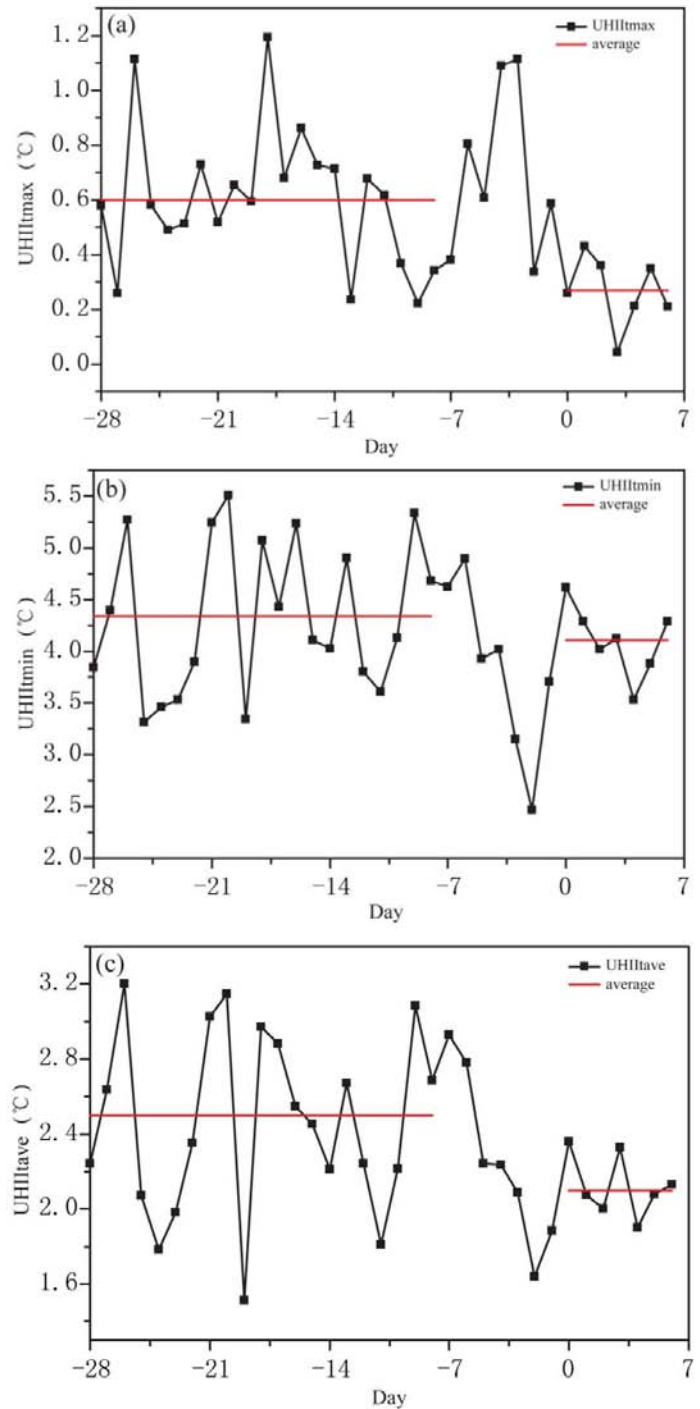 (a)
UHIItmax
average
1.2
1.0
0.8
0.6
0.4
0.2
0.0
UHIItmax (℃)
-28
-21
-14
-7
0
7
Day
(b)
UHIItmin
average
5.5
5.0
4.5
4.0
3.5
3.0
2.5
2.0
UHIItmin (℃)
-28
-21
-14
-7
0
7
Day
(c)
UHIItave
average
3.2
2.8
2.4
2.0
1.6
UHIItave (℃)
-28
-21
-14
-7
0
7
Day